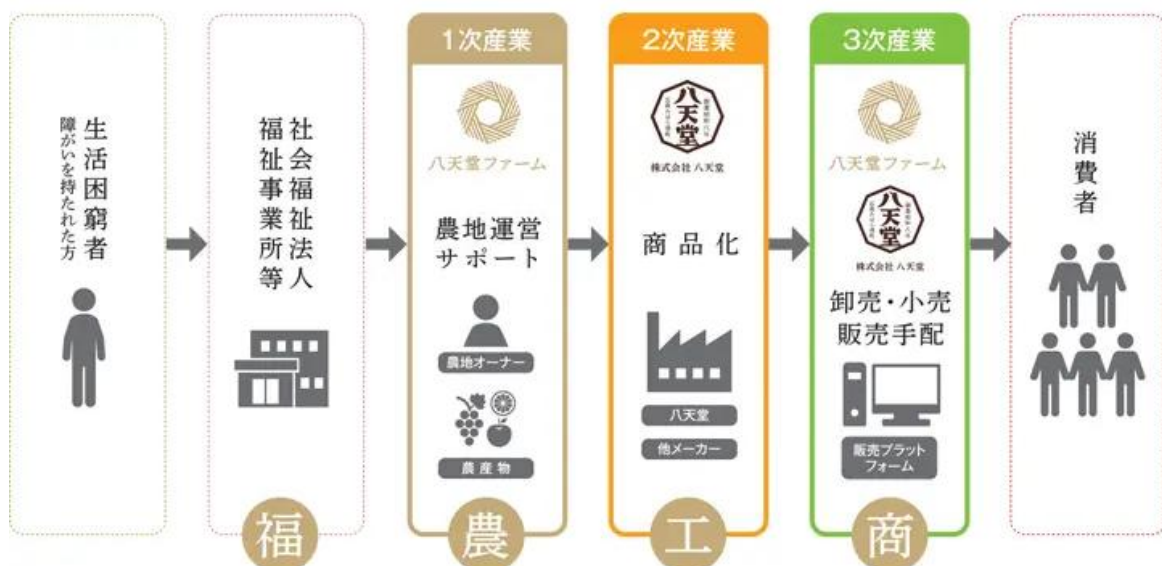 生活困窮者
障がいを持たれた方
社会福祉法人
福祉事業所等
福
1次産業
八天堂ファーム
農地運営
サポート
農地オーナー
農産物
農
2次産業
八天堂
株式会社 八天堂
商品化
八天堂
他メーカー
工
3次産業
八天堂ファーム
八天堂
株式会社 八天堂
卸売・小売
販売手配
販売プラット
フォーム
商
消費者